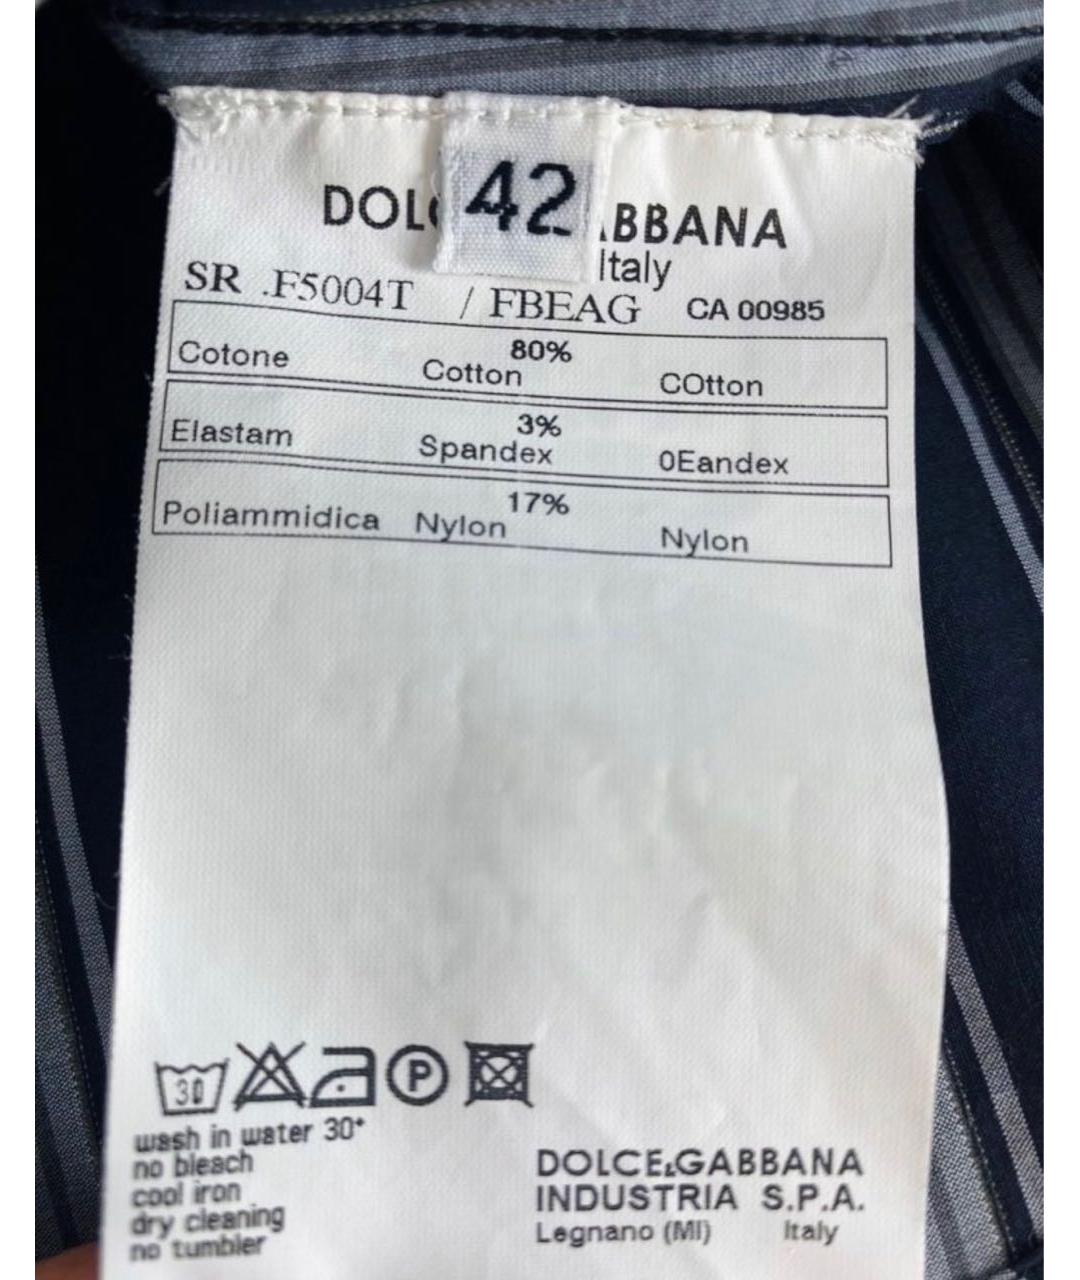 42
DOL BBANA
Italy
SR .F5004T / FBEAG CA 00985
Cotone 80% Cotton COtton
Elastam 3% Spandex 0Eandex
Poliammidica 17% Nylon Nylon
30 P
wash in water 30°
no bleach
cool iron
dry cleaning
no tumbler
DOLCE&GABBANA
INDUSTRIA S.P.A.
Legnano (MI) Italy